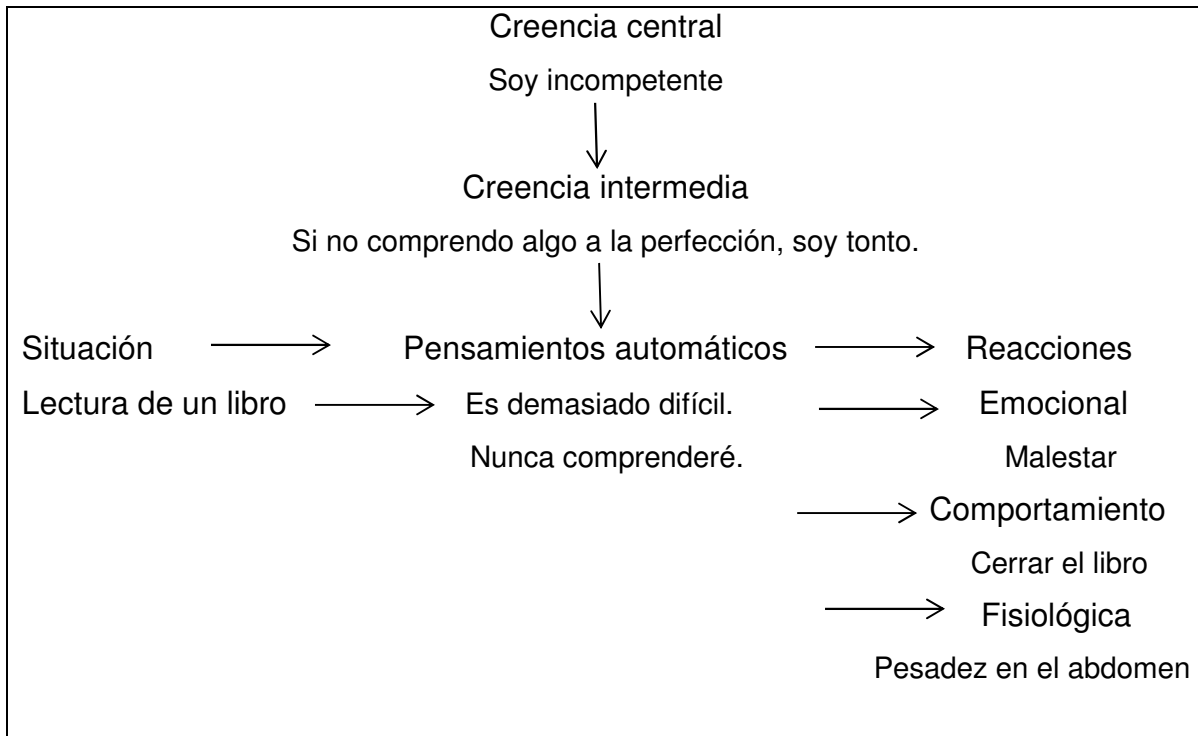 Creencia central
Soy incompetente
Creencia intermedia
Si no comprendo algo a la perfección, soy tonto.
Situación Pensamientos automáticos Reacciones
Lectura de un libro Es demasiado difícil. Emocional
Nunca comprenderé. Malestar
Comportamiento
Cerrar el libro
Fisiológica
Pesadez en el abdomen